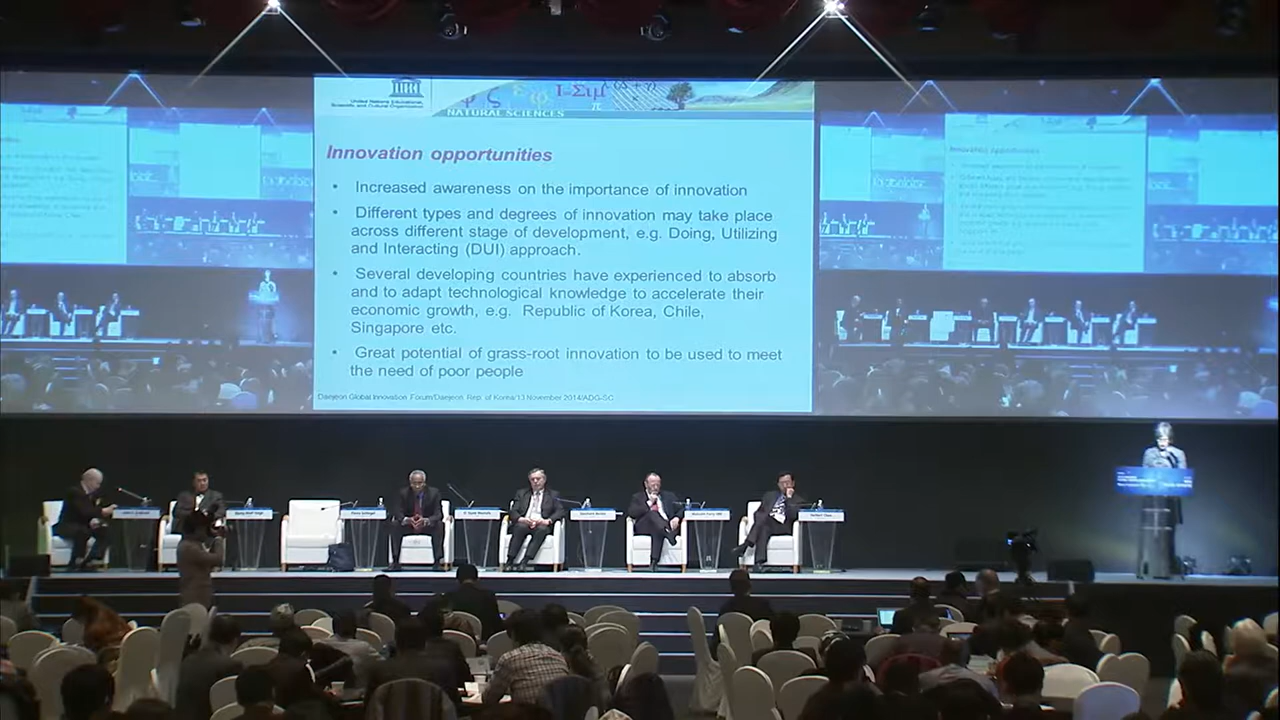 United Nations Educational,
Scientific and Cultural Organization
NATURAL SCIENCES
Innovation opportunities
• Increased awareness on the importance of innovation
• Different types and degrees of innovation may take place
across different stage of development, e.g. Doing, Utilizing
and Interacting (DUI) approach.
• Several developing countries have experienced to absorb
and to adapt technological knowledge to accelerate their
economic growth, e.g. Republic of Korea, Chile,
Singapore etc.
• Great potential of grass-root innovation to be used to meet
the need of poor people
Daejeon Global Innovation Forum/Daejeon, Rep. of Korea/13 November 2014/ADG-SC